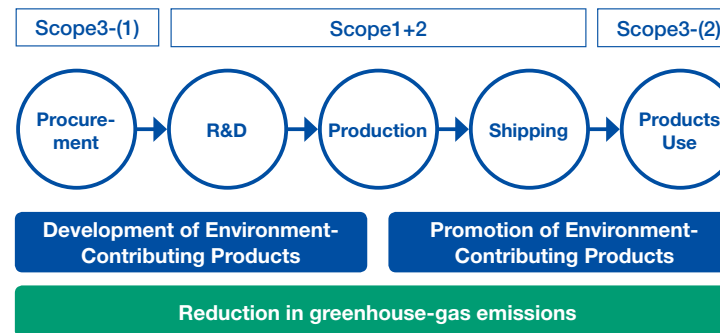 Scope3-(1)
Scope1+2
Scope3-(2)
Procure-
ment
R&D
Production
Shipping
Products
Use
Development of Environment-
Contributing Products
Promotion of Environment-
Contributing Products
Reduction in greenhouse-gas emissions